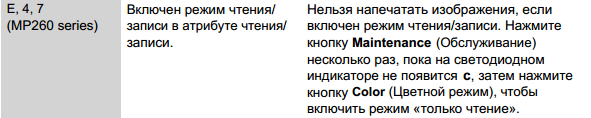 E, 4, 7
(MP260 series)
Включен режим чтения/
записи в атрибуте чтения/
записи.
Нельзя напечатать изображения, если
включен режим чтения/записи. Нажмите
кнопку Maintenance (Обслуживание)
несколько раз, пока на светодиодном
индикаторе не появится c, затем нажмите
кнопку Color (Цветной режим), чтобы
включить режим «только чтение».